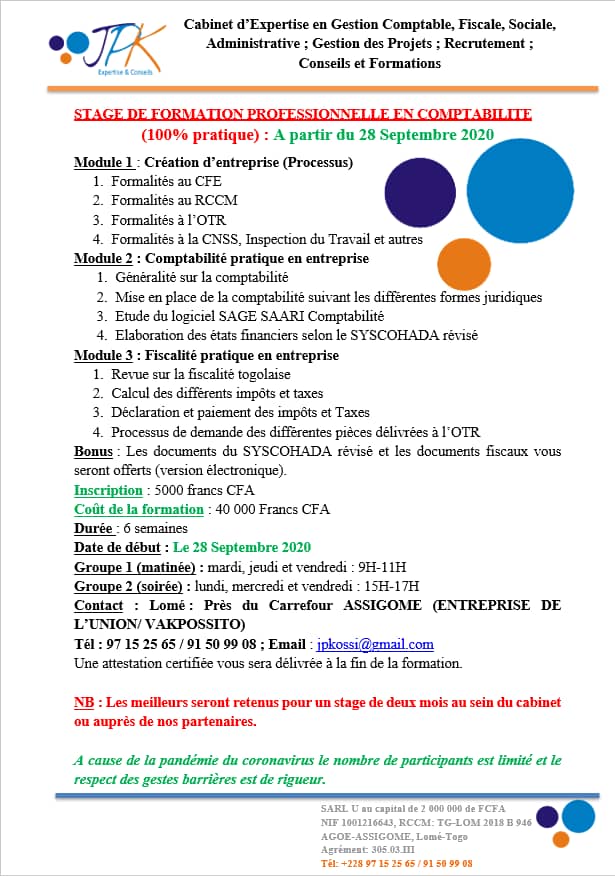 JPK
Expertise & Conseils
Cabinet d’Expertise en Gestion Comptable, Fiscale, Sociale,
Administrative ; Gestion des Projets ; Recrutement ;
Conseils et Formations
STAGE DE FORMATION PROFESSIONNELLE EN COMPTABILITE
(100% pratique) : A partir du 28 Septembre 2020
Module 1 : Création d’entreprise (Processus)
1. Formalités au CFE
2. Formalités au RCCM
3. Formalités à l’OTR
4. Formalités à la CNSS, Inspection du Travail et autres
Module 2 : Comptabilité pratique en entreprise
1. Généralité sur la comptabilité
2. Mise en place de la comptabilité suivant les différentes formes juridiques
3. Etude du logiciel SAGE SAARI Comptabilité
4. Elaboration des états financiers selon le SYSCOHADA révisé
Module 3 : Fiscalité pratique en entreprise
1. Revue sur la fiscalité togolaise
2. Calcul des différents impôts et taxes
3. Déclaration et paiement des impôts et Taxes
4. Processus de demande des différentes pièces délivrées à l’OTR
Bonus : Les documents du SYSCOHADA révisé et les documents fiscaux vous
seront offerts (version électronique).
Inscription : 5000 francs CFA
Coût de la formation : 40 000 Francs CFA
Durée : 6 semaines
Date de début : Le 28 Septembre 2020
Groupe 1 (matinée) : mardi, jeudi et vendredi : 9H-11H
Groupe 2 (soirée) : lundi, mercredi et vendredi : 15H-17H
Contact : Lomé : Près du Carrefour ASSIGOME (ENTREPRISE DE
L’UNION/ VAKPOSSITO)
Tél : 97 15 25 65 / 91 50 99 08 ; Email : jpkossi@gmail.com
Une attestation certifiée vous sera délivrée à la fin de la formation.
NB : Les meilleurs seront retenus pour un stage de deux mois au sein du cabinet
ou auprès de nos partenaires.
A cause de la pandémie du coronavirus le nombre de participants est limité et le
respect des gestes barrières est de rigueur.
SARL U au capital de 2 000 000 de FCFA
NIF 1001216643, RCCM: TG-LOM 2018 B 946
AGOE-ASSIGOME, Lomé-Togo
Agrément: 305.03.III
Tél: +228 97 15 25 65 / 91 50 99 08